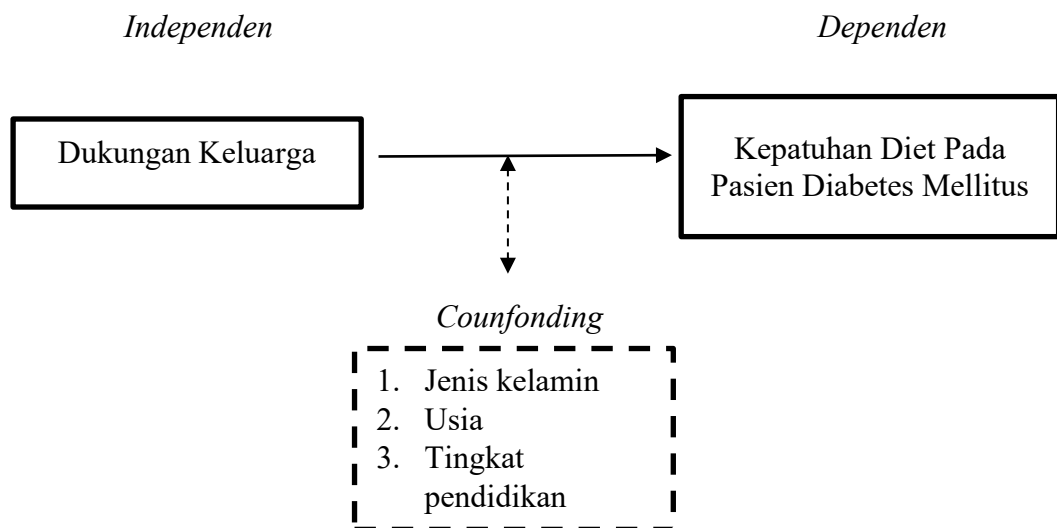 Independen
Dependen
Dukungan Keluarga
Kepatuhan Diet Pada
Pasien Diabetes Mellitus
Counfonding
1. Jenis kelamin
2. Usia
3. Tingkat
pendidikan